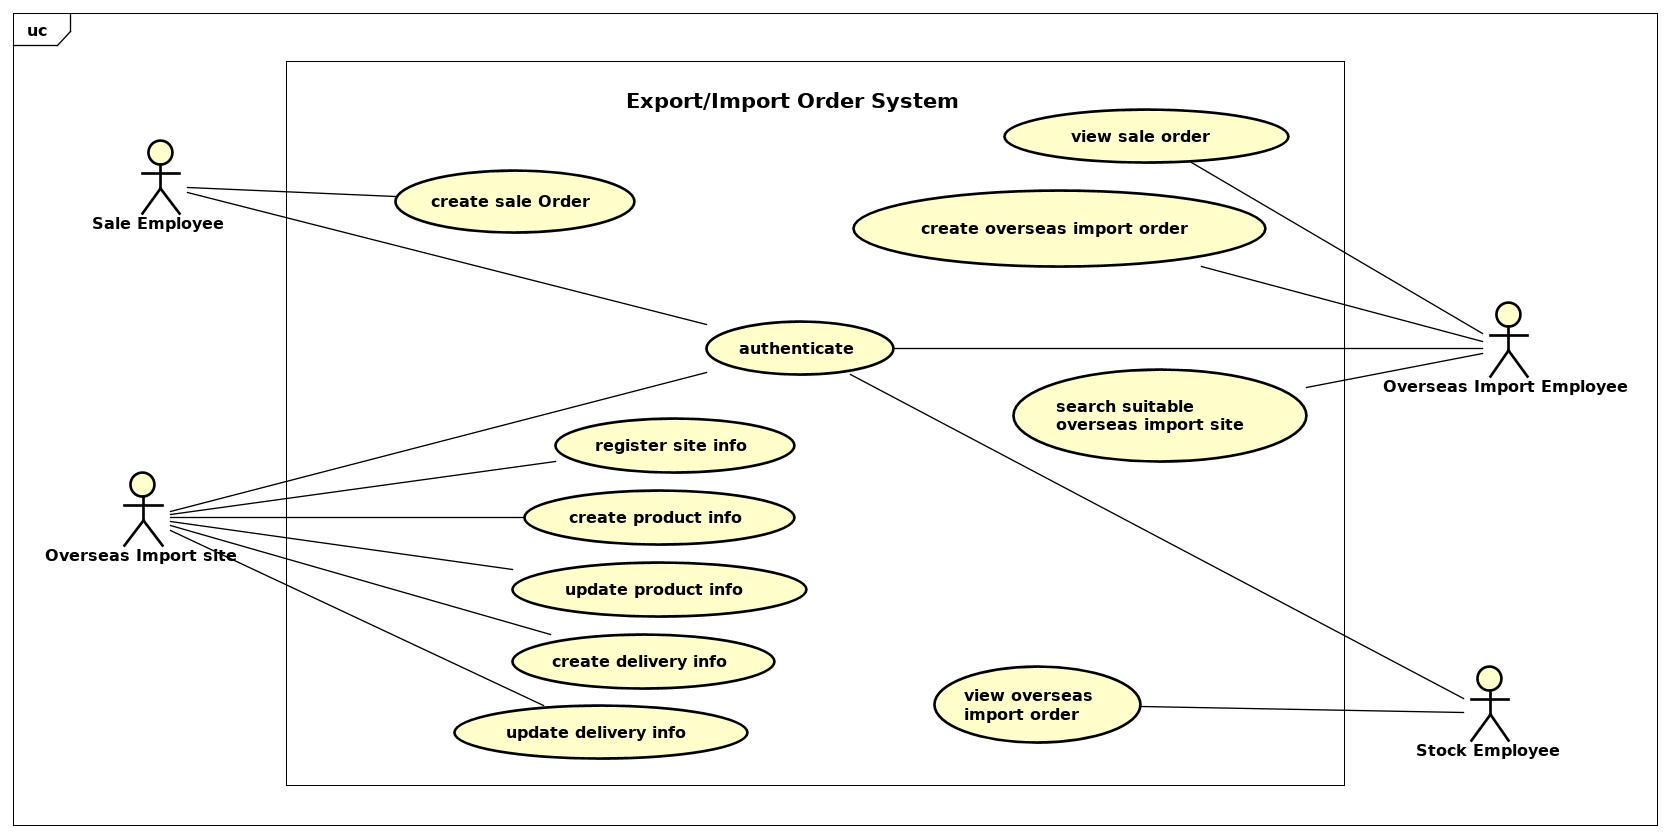 uc
Export/Import Order System
view sale order
create sale Order
Sale Employee
create overseas import order
authenticate
Overseas Import Employee
search suitable
overseas import site
register site info
create product info
Overseas Import site
update product info
create delivery info
view overseas
import order
update delivery info
Stock Employee